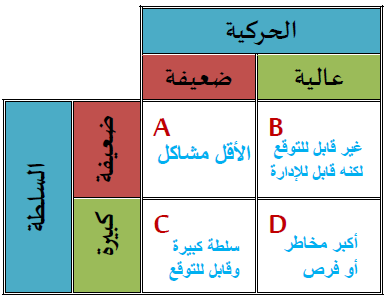 الحركية
عالية
ضعيفة
السلطة
ضعيفة
A
الأقل مشاكل
B
غير قابل للتوقع
لكنه قابل للإدارة
كبيرة
C
سلطة كبيرة
وقابل للتوقع
D
أكبر مخاطر
أو فرص